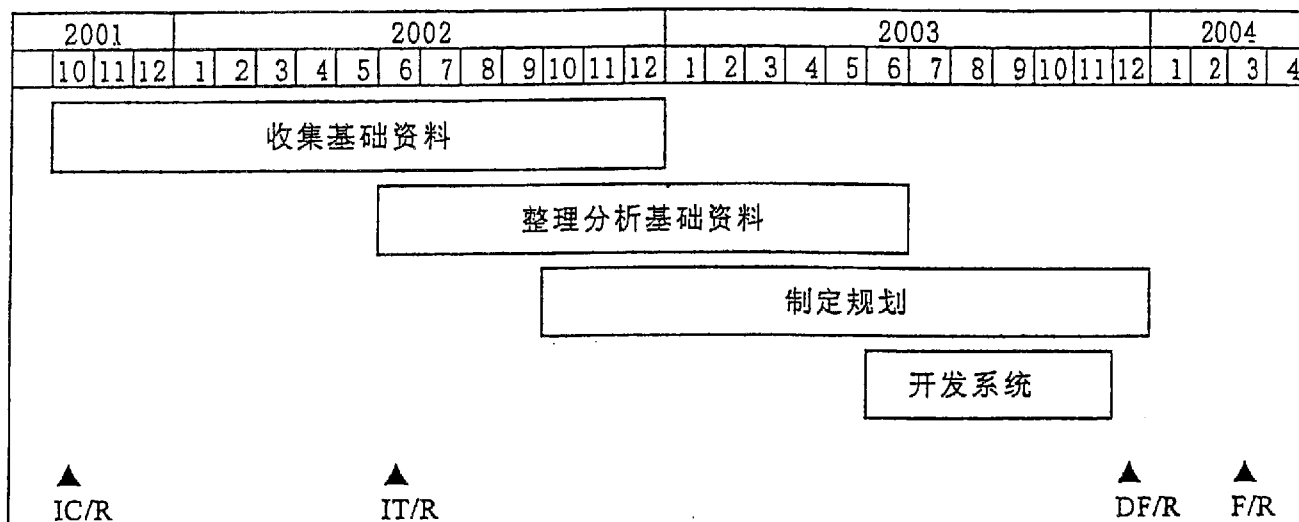 2001 2002 2003 2004
10 11 12 1 2 3 4 5 6 7 8 9 10 11 12 1 2 3 4 5 6 7 8 9 10 11 12 1 2 3 4
收集基础资料
整理分析基础资料
制定规划
开发系统
▲ ▲ ▲ ▲
IC/R IT/R DF/R F/R